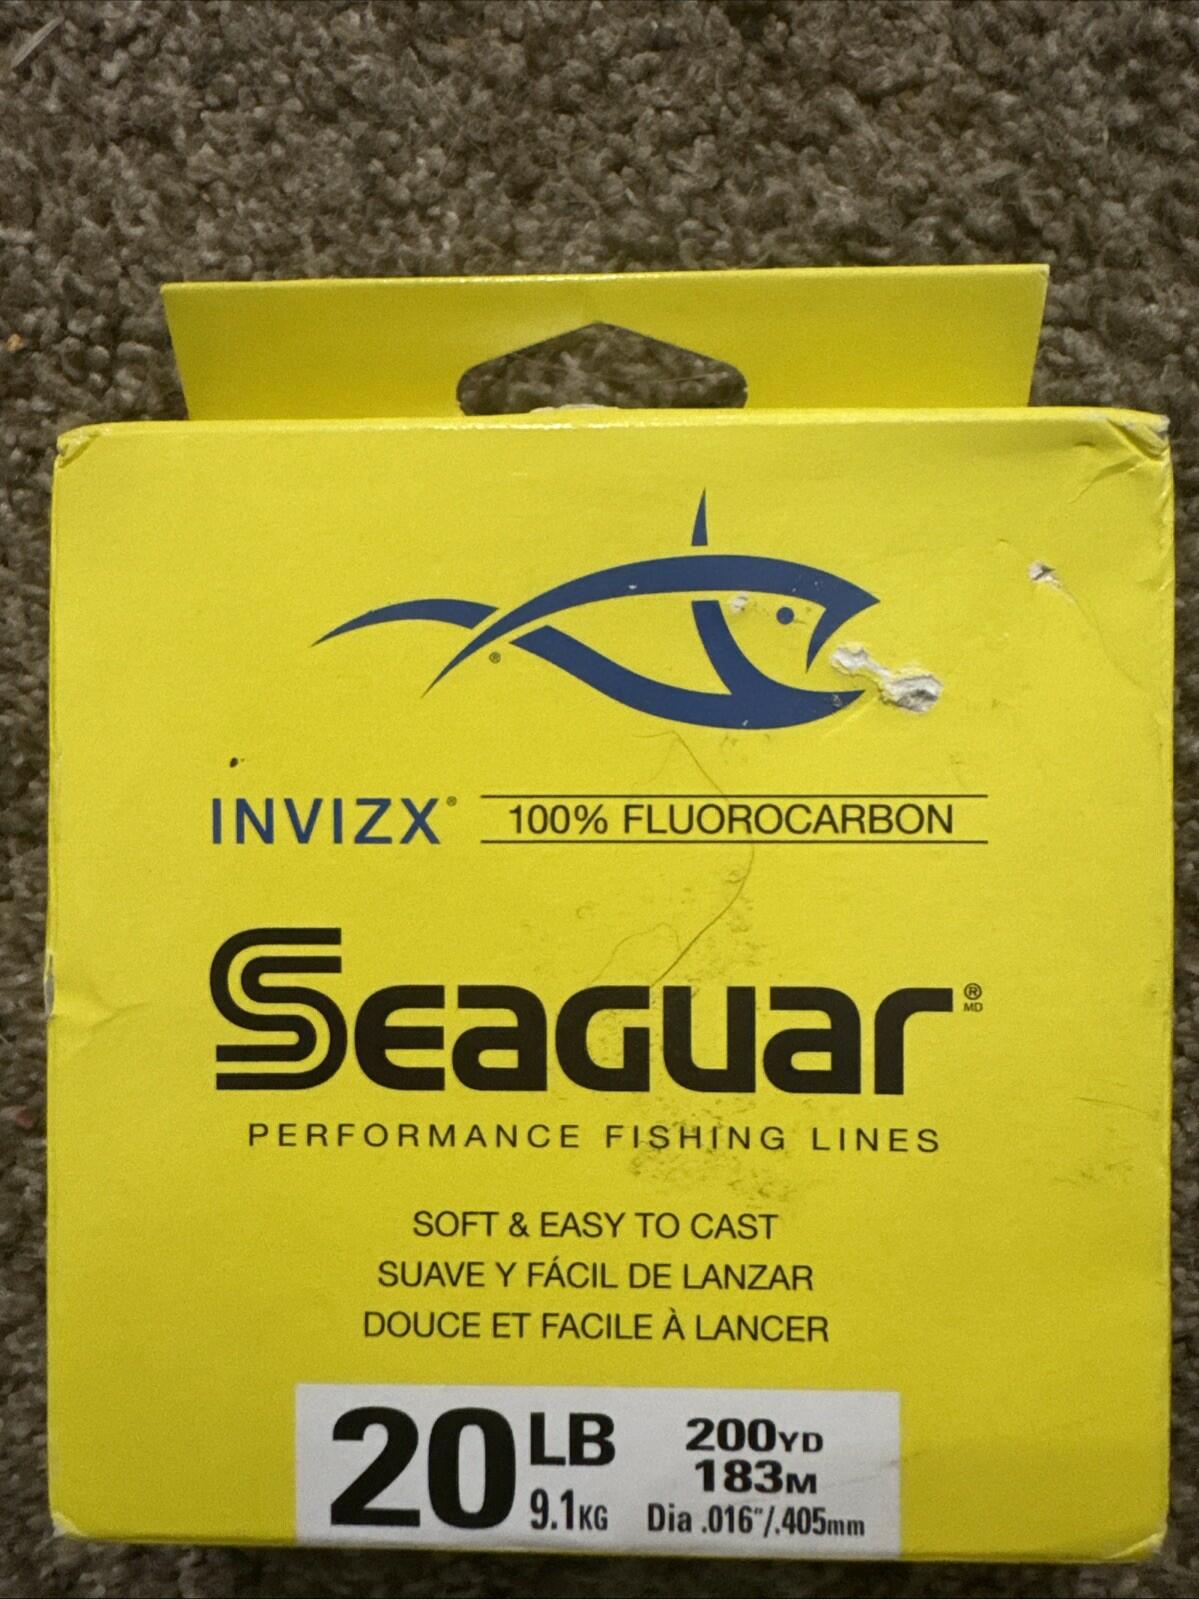 ®
INVIZX® 100% FLUOROCARBON
SEAGUAR® MD
PERFORMANCE FISHING LINES
SOFT & EASY TO CAST
SUAVE Y FÁCIL DE LANZAR
DOUCE ET FACILE À LANCER
20 LB 200YD
9.1KG 183M
Dia .016"/.405mm